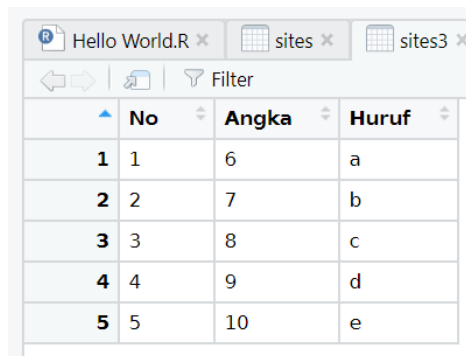 R Hello World.R × sites × sites3 ×
Filter
No Angka Huruf
1 1 6 a
2 2 7 b
3 3 8 c
4 4 9 d
5 5 10 e